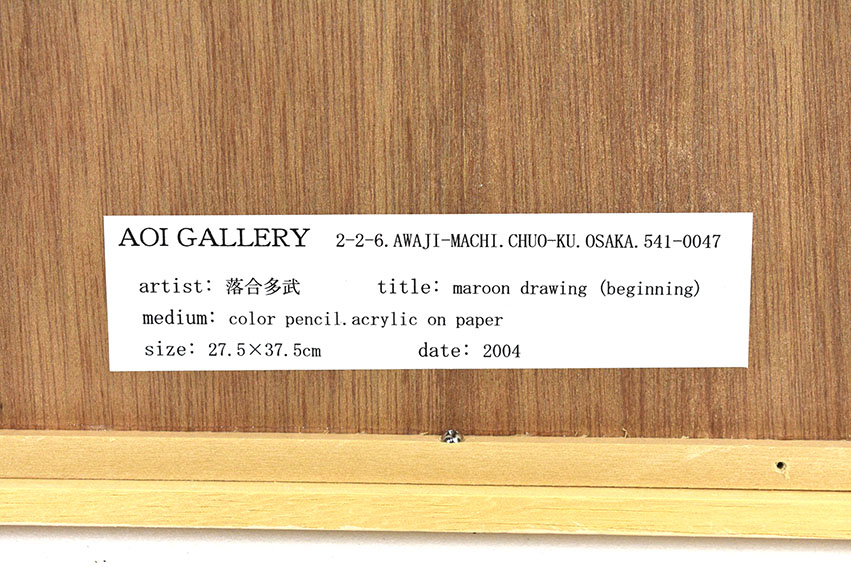 AOI GALLERY 2-2-6.AWAJI-MACHI.CHUO-KU.OSAKA.541-0047
artist: 落合多武 title: maroon drawing (beginning)
medium: color pencil.acrylic on paper
size: 27.5×37.5cm date: 2004